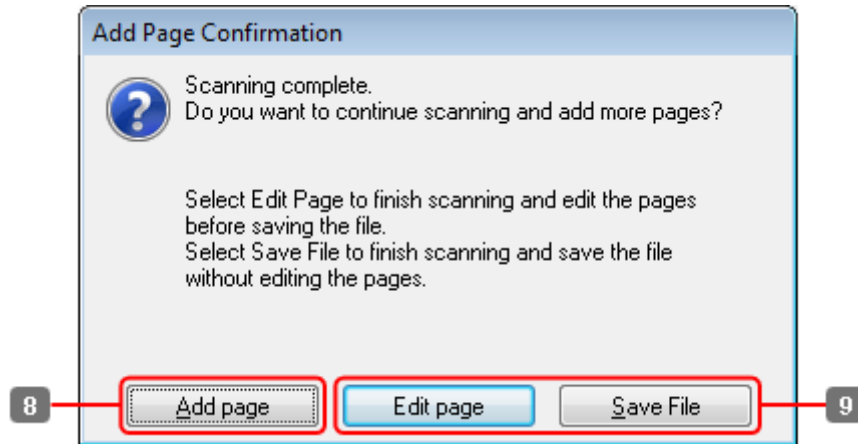 Add Page Confirmation
Scanning complete.
Do you want to continue scanning and add more pages?
Select Edit Page to finish scanning and edit the pages
before saving the file.
Select Save File to finish scanning and save the file
without editing the pages.
8 Add page Edit page Save File 9